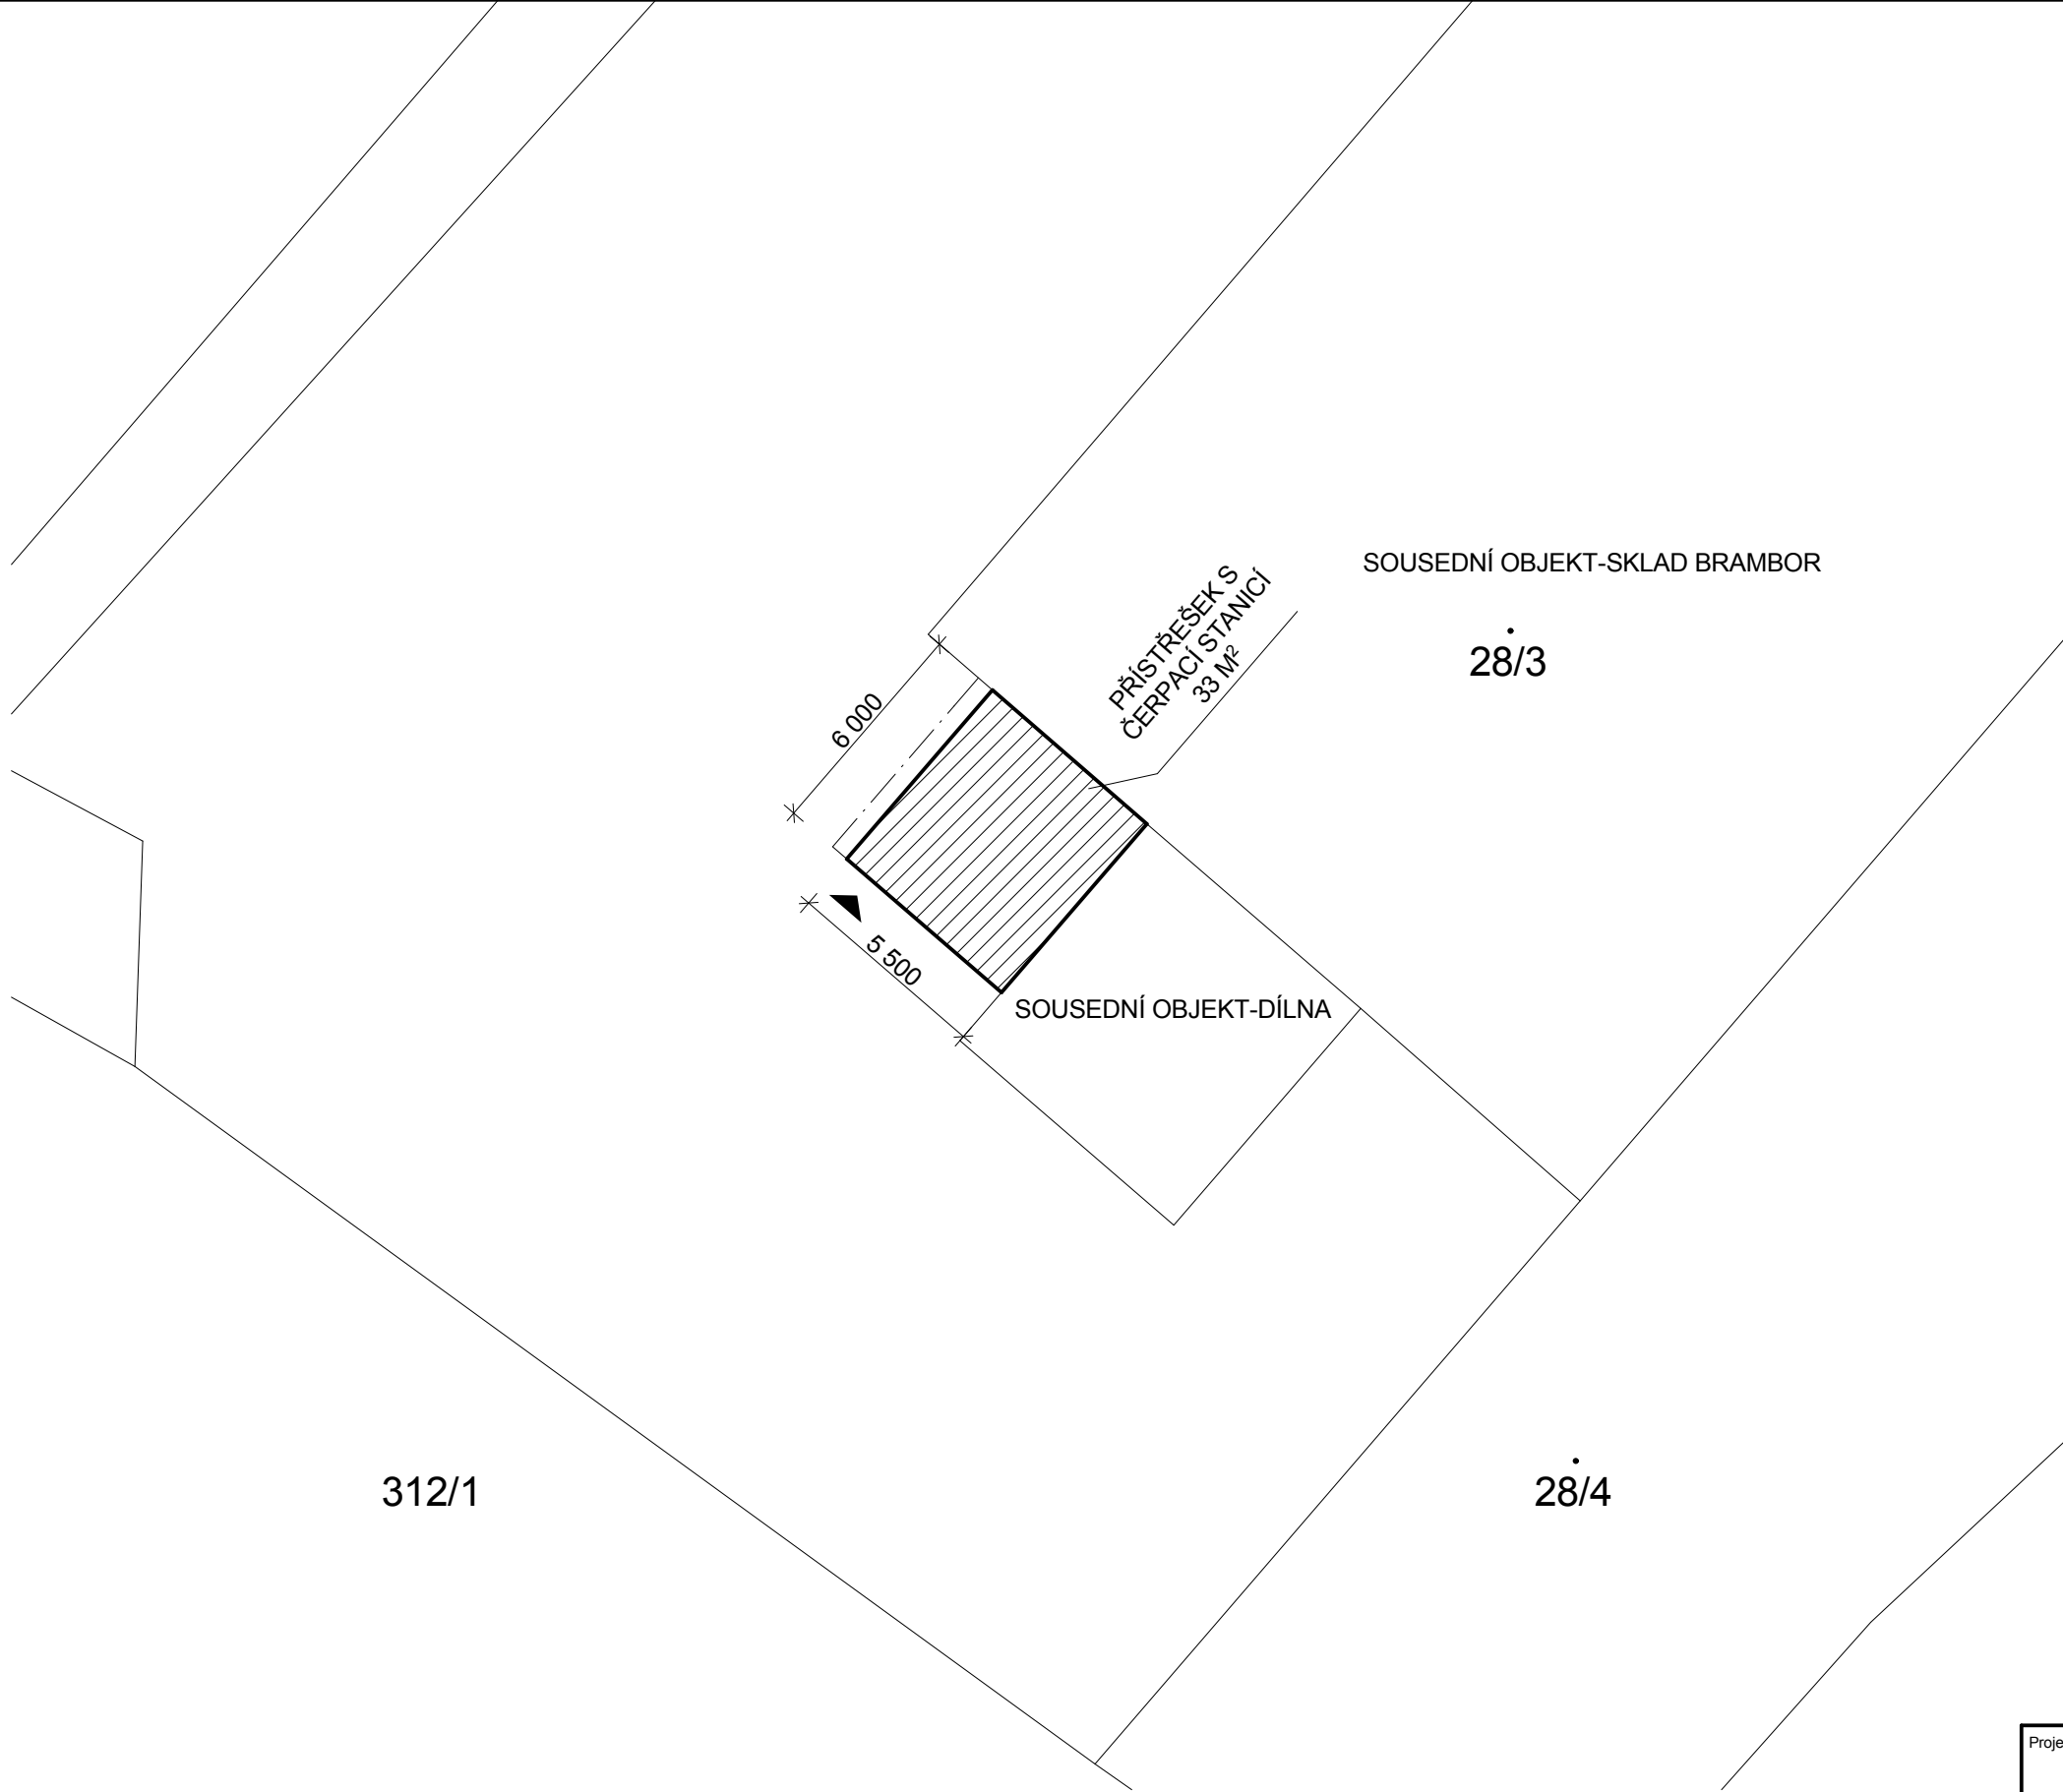 SOUSEDNÍ OBJEKT-SKLAD BRAMBOR
28/3
PŘÍSTŘEŠEK S
ČERPACÍ STANICÍ
33 M²
6 000
5 500
SOUSEDNÍ OBJEKT-DÍLNA
312/1
28/4
Proje